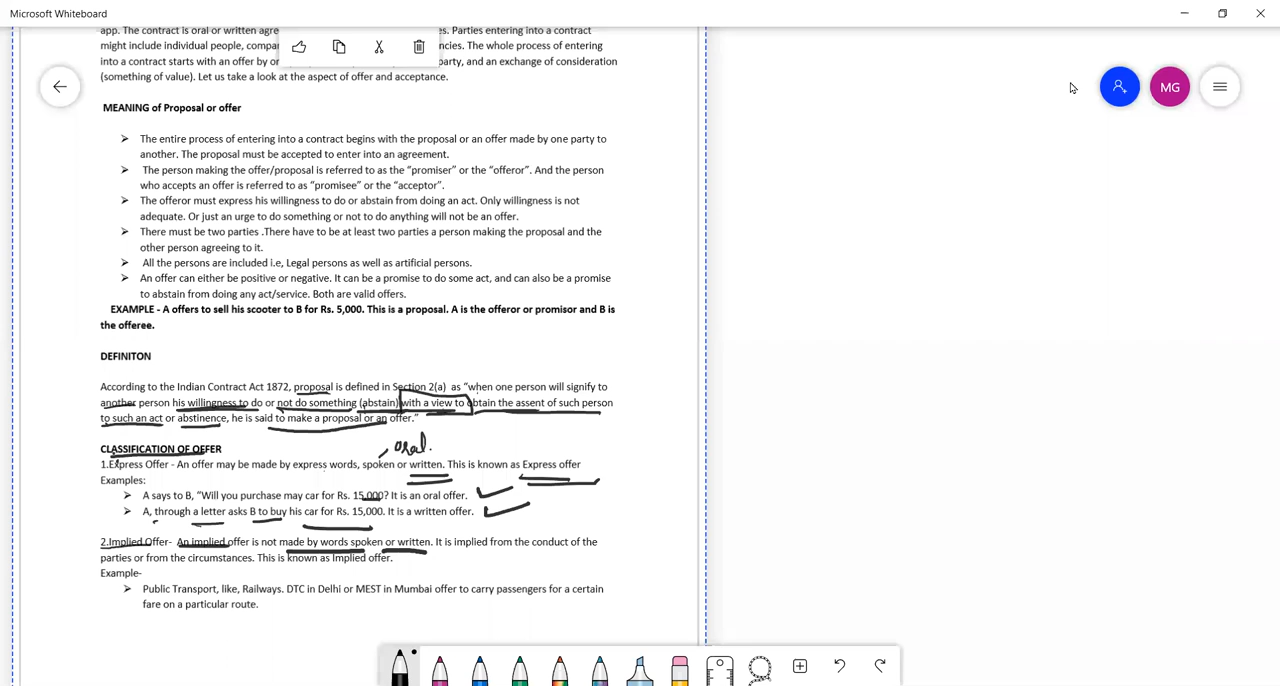 Microsoft Whiteboard
app. The contract is oral or written agre es. Parties entering into a contract
might include individual people, compa ncies. The whole process of entering
into a contract starts with an offer by or party, and an exchange of consideration
(something of value). Let us take a look at the aspect of offer and acceptance.
MG
MEANING of Proposal or offer
➢ The entire process of entering into a contract begins with the proposal or an offer made by one party to
another. The proposal must be accepted to enter into an agreement.
➢ The person making the offer/proposal is referred to as the “promiser” or the “offeror”. And the person
who accepts an offer is referred to as “promisee” or the “acceptor”.
➢ The offeror must express his willingness to do or abstain from doing an act. Only willingness is not
adequate. Or just an urge to do something or not to do anything will not be an offer.
➢ There must be two parties .There have to be at least two parties a person making the proposal and the
other person agreeing to it.
➢ All the persons are included i.e, Legal persons as well as artificial persons.
➢ An offer can either be positive or negative. It can be a promise to do some act, and can also be a promise
to abstain from doing any act/service. Both are valid offers.
EXAMPLE - A offers to sell his scooter to B for Rs. 5,000. This is a proposal. A is the offeror or promisor and B is
the offeree.
DEFINITON
According to the Indian Contract Act 1872, proposal is defined in Section 2(a) as “when one person will signify to
another person his willingness to do or not do something (abstain) with a view to obtain the assent of such person
to such an act or abstinence, he is said to make a proposal or an offer.”
CLASSIFICATION OF OFFER
, oral.
1.Express Offer - An offer may be made by express words, spoken or written. This is known as Express offer
Examples:
➢ A says to B, “Will you purchase may car for Rs. 15,000? It is an oral offer.
➢ A, through a letter asks B to buy his car for Rs. 15,000. It is a written offer.
2.Implied Offer- An implied offer is not made by words spoken or written. It is implied from the conduct of the
parties or from the circumstances. This is known as Implied offer.
Example-
➢ Public Transport, like, Railways. DTC in Delhi or MEST in Mumbai offer to carry passengers for a certain
fare on a particular route.